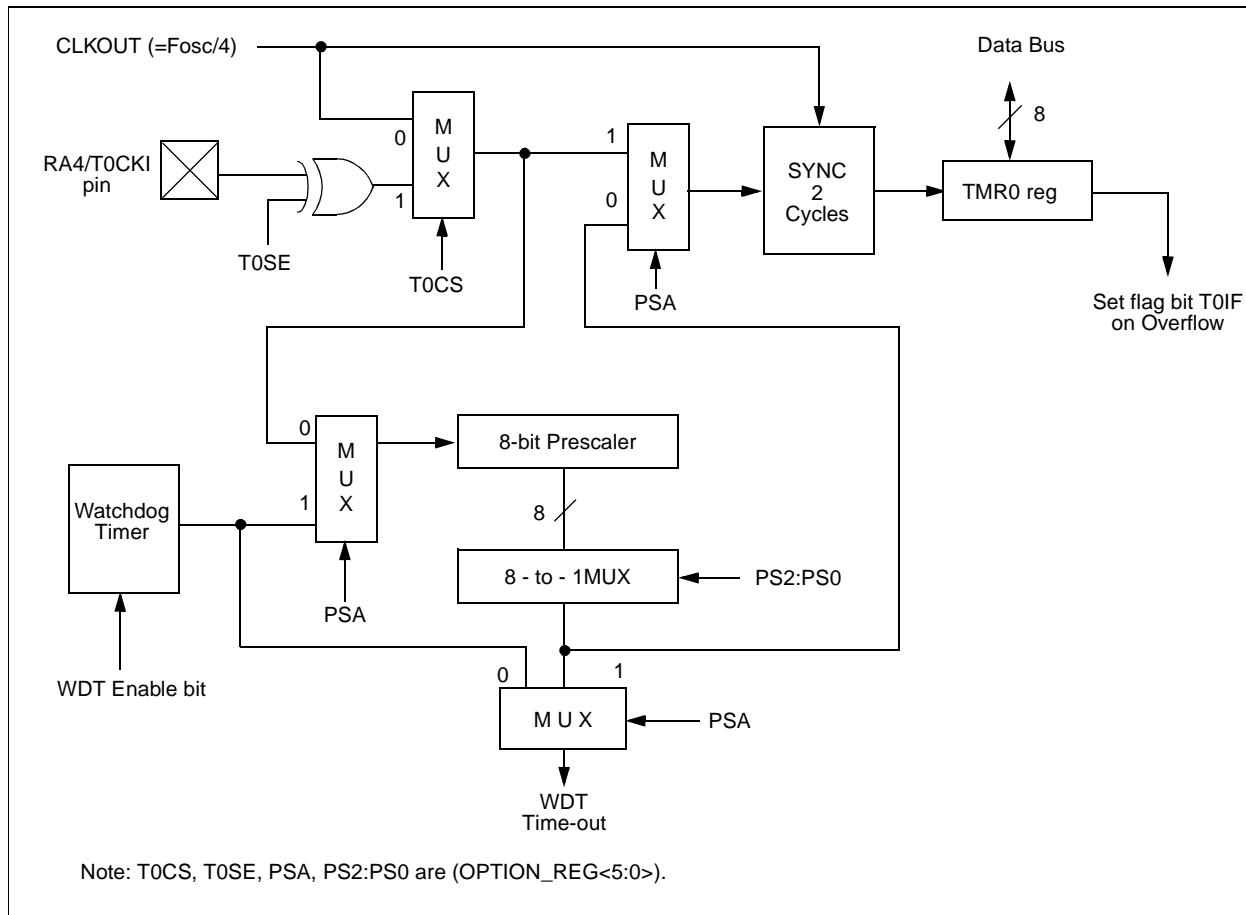 CLKOUT (=Fosc/4)
Data Bus
8
RA4/T0CKI
pin
0
1
M
U
X
T0SE
T0CS
1
0
M
U
X
PSA
SYNC
2
Cycles
TMR0 reg
Set flag bit T0IF
on Overflow
0
1
M
U
X
PSA
8-bit Prescaler
8
8 - to - 1MUX
PS2:PS0
Watchdog
Timer
WDT Enable bit
0
1
M U X
PSA
WDT
Time-out
Note: T0CS, T0SE, PSA, PS2:PS0 are (OPTION_REG<5:0>).